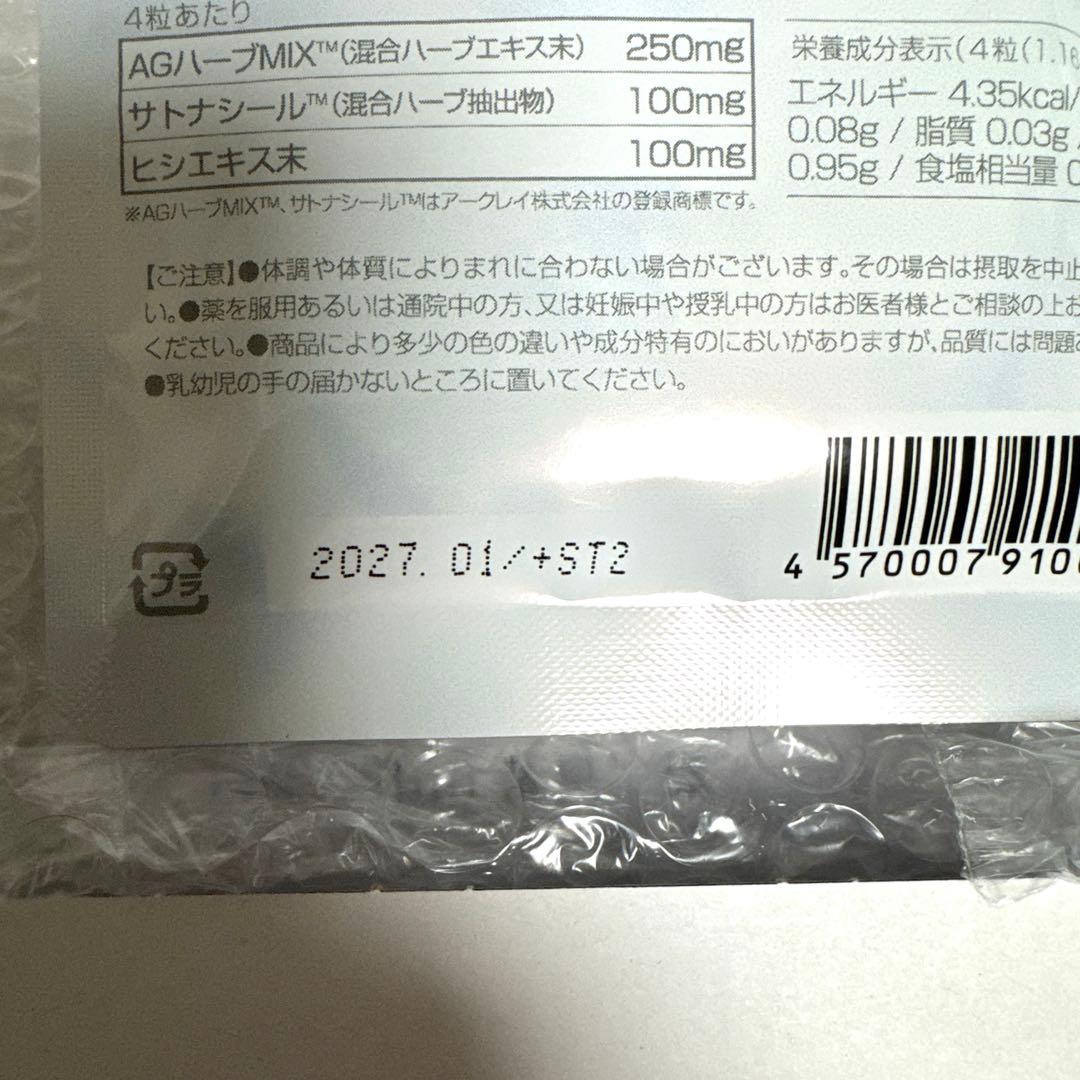 4粒あたり
AGハーブMIX™(混合ハーブエキス末) 250mg
サトナシール™(混合ハーブ抽出物) 100mg
ヒシエキス末 100mg
※AGハーブMIX™、サトナシール™はアークレイ株式会社の登録商標です。
栄養成分表示(4粒(1.16
エネルギー 4.35kcal/
0.08g / 脂質 0.03g /
0.95g / 食塩相当量 0
【ご注意】●体調や体質によりまれに合わない場合がございます。その場合は摂取を中止
い。●薬を服用あるいは通院中の方、又は妊娠中や授乳中の方はお医者様とご相談の上お
ください。●商品により多少の色の違いや成分特有のにおいがありますが、品質には問題
●乳幼児の手の届かないところに置いてください。
プラ
2027. 01/+ST2
4 570007 910